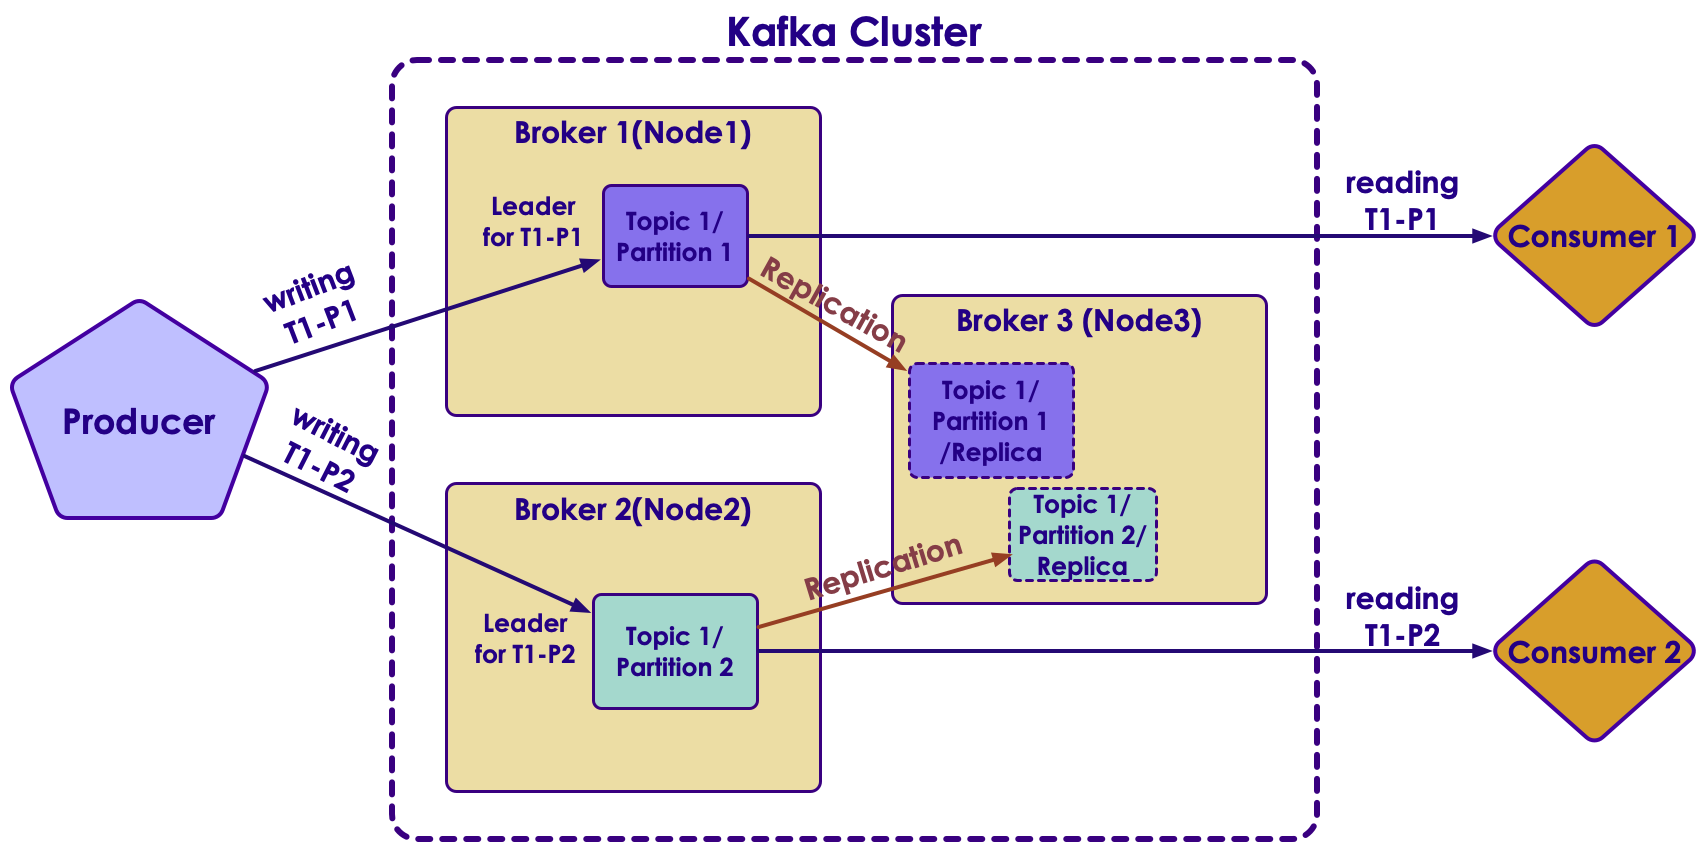 Kafka Cluster
Broker 1(Node1)
Leader
for T1-P1
Topic 1/
Partition 1
reading
T1-P1
Consumer 1
writing
T1-P1
Replication
Broker 3 (Node3)
Topic 1/
Partition 1
/Replica
Producer
writing
T1-P2
Broker 2(Node2)
Topic 1/
Partition 2/
Replica
Replication
Leader
for T1-P2
Topic 1/
Partition 2
reading
T1-P2
Consumer 2